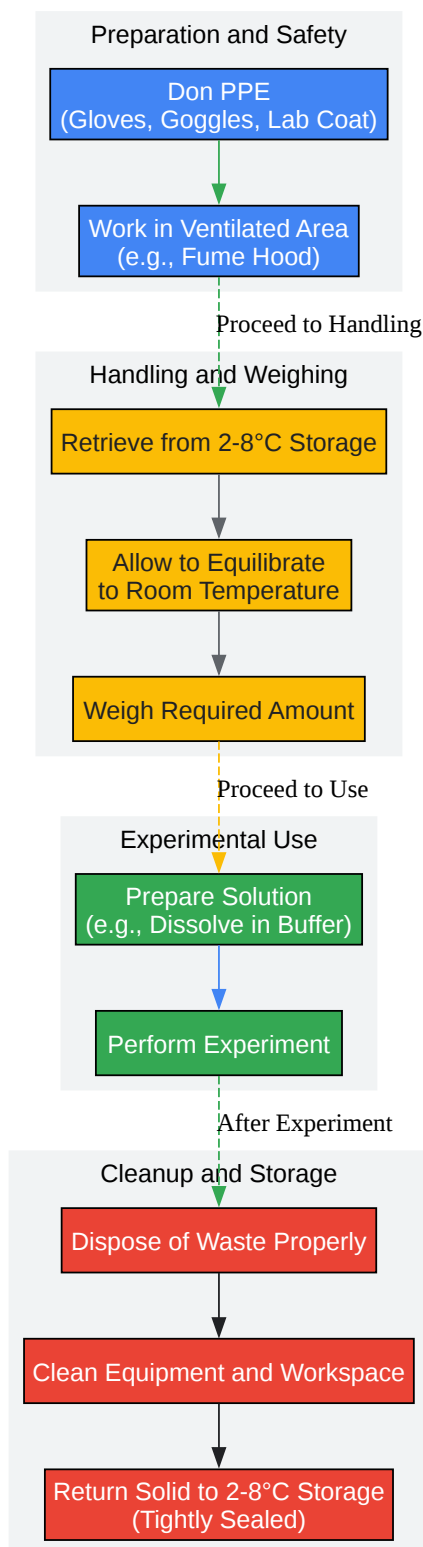 Preparation and Safety
Don PPE
(Gloves, Goggles, Lab Coat)
Work in Ventilated Area
(e.g., Fume Hood)
Proceed to Handling
Handling and Weighing
Retrieve from 2-8°C Storage
Allow to Equilibrate
to Room Temperature
Weigh Required Amount
Proceed to Use
Experimental Use
Prepare Solution
(e.g., Dissolve in Buffer)
Perform Experiment
After Experiment
Cleanup and Storage
Dispose of Waste Properly
Clean Equipment and Workspace
Return Solid to 2-8°C Storage
(Tightly Sealed)